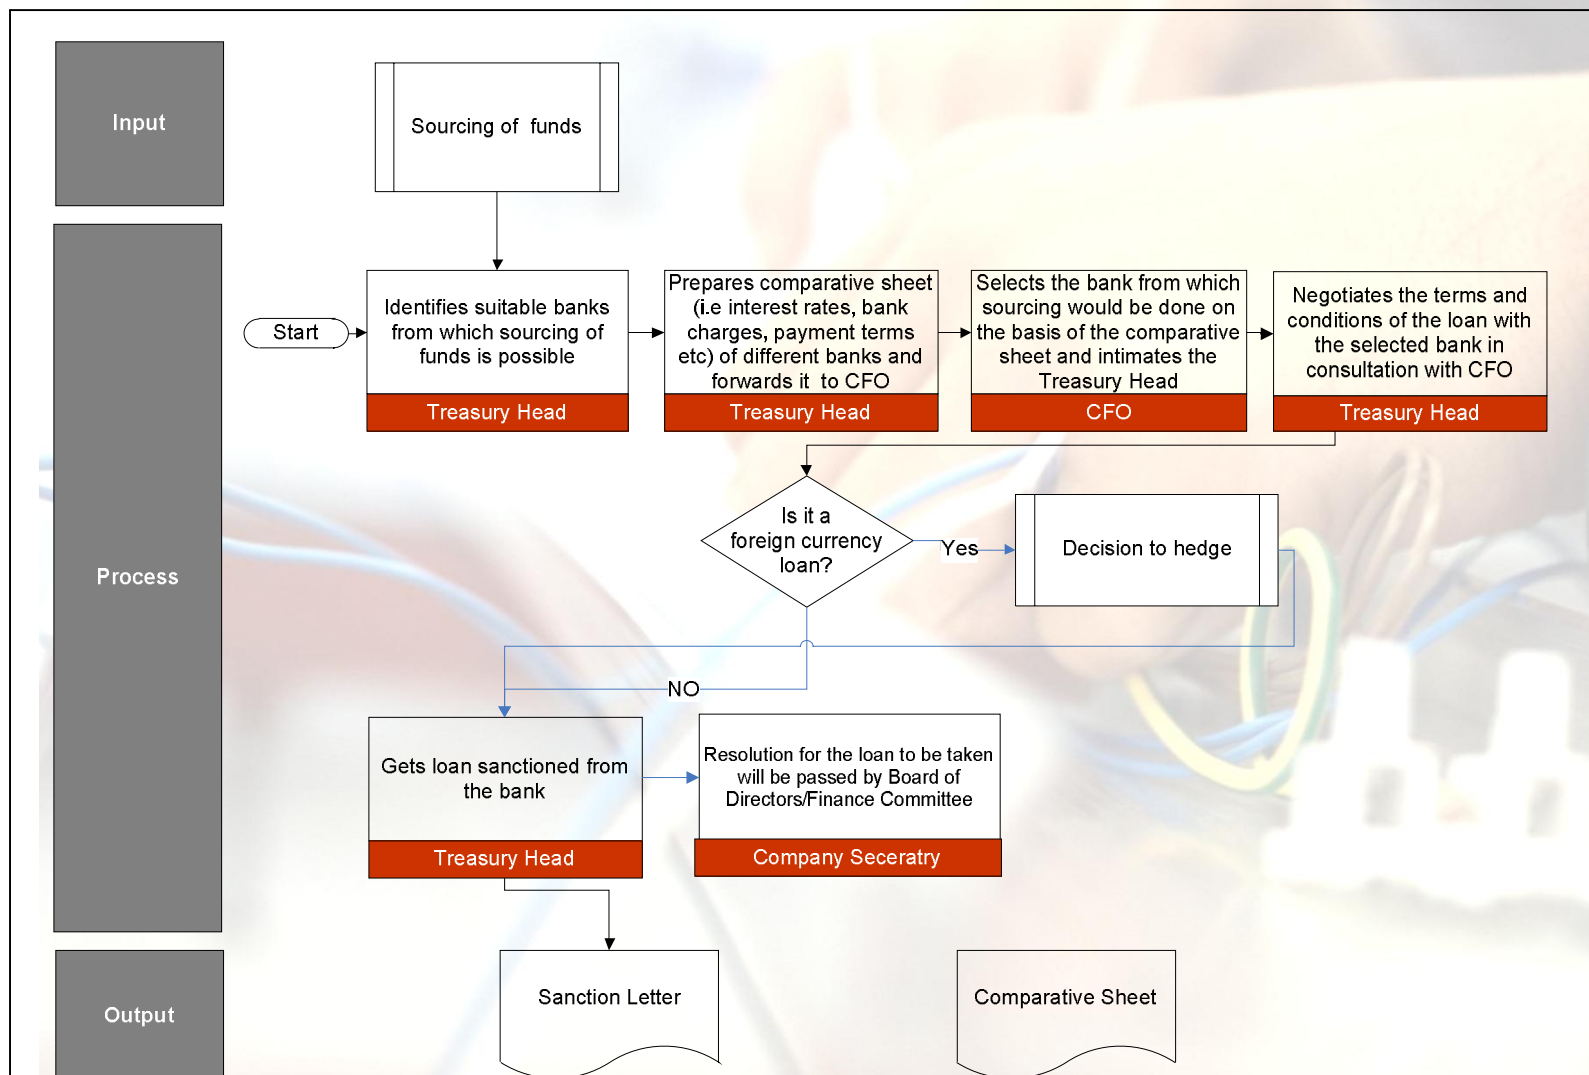 Input
Sourcing of funds
Process
Start
Identifies suitable banks
from which sourcing of
funds is possible
Treasury Head
Prepares comparative sheet
(i.e interest rates, bank
charges, payment terms
etc) of different banks and
forwards it to CFO
Treasury Head
Selects the bank from which
sourcing would be done on
the basis of the comparative
sheet and intimates the
Treasury Head
CFO
Negotiates the terms and
conditions of the loan with
the selected bank in
consultation with CFO
Treasury Head
Is it a
foreign currency
loan?
Yes
Decision to hedge
NO
Gets loan sanctioned from
the bank
Treasury Head
Resolution for the loan to be taken
will be passed by Board of
Directors/Finance Committee
Company Seceratry
Output
Sanction Letter
Comparative Sheet